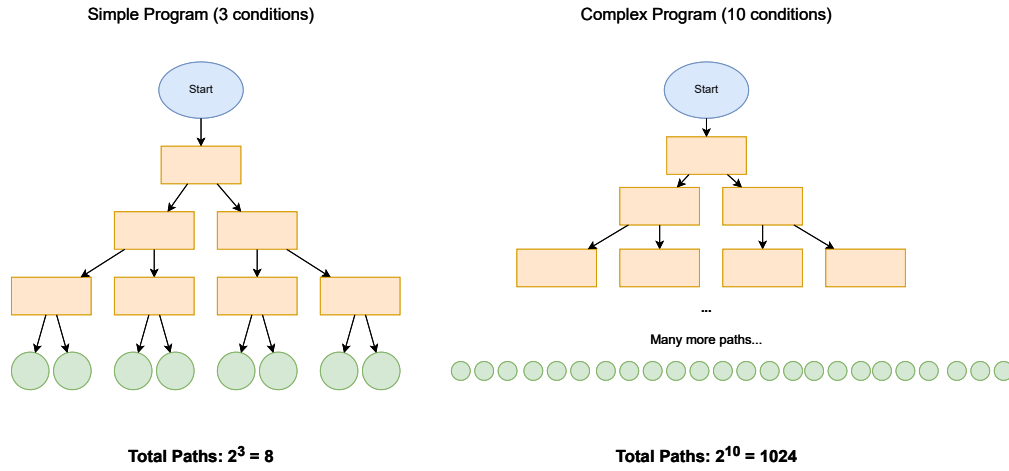 Simple Program (3 conditions)
Start
Total Paths: 2³ = 8
Complex Program (10 conditions)
Start
...
Many more paths...
Total Paths: 2¹⁰ = 1024